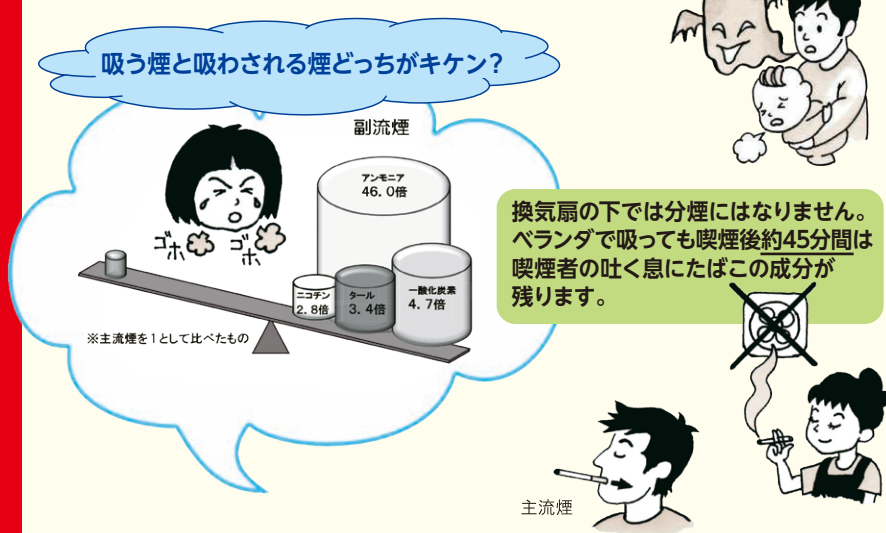 吸う煙と吸わされる煙どっちがキケン？
副流煙
アンモニア
46.0倍
ゴホ
ゴホ
ニコチン
2.8倍
タール
3.4倍
一酸化炭素
4.7倍
※主流煙を1として比べたもの
換気扇の下では分煙にはなりません。
ベランダで吸っても喫煙後約45分間は
喫煙者の吐く息にたばこの成分が
残ります。
主流煙